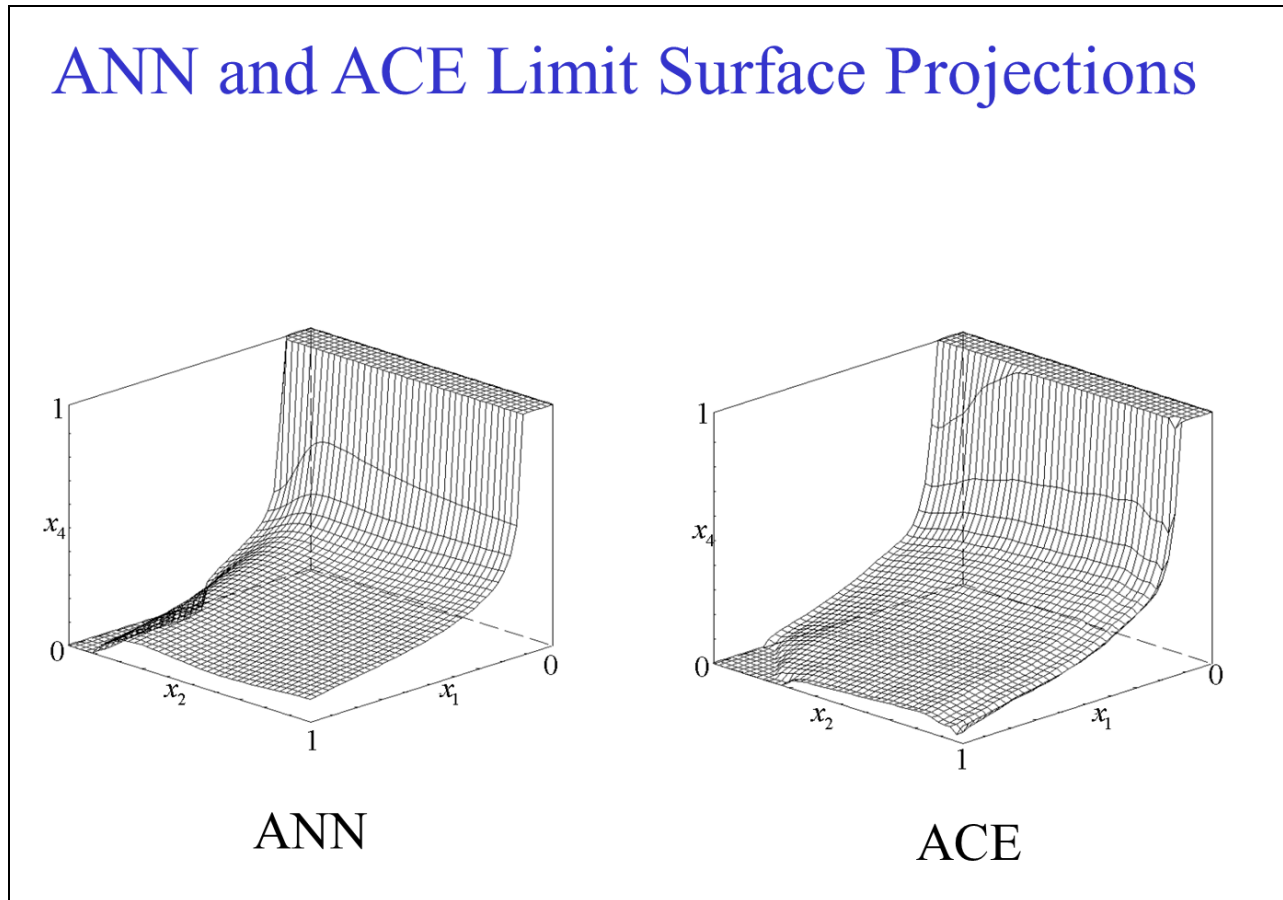 ANN and ACE Limit Surface Projections
1
x4
0
x2
1
x1
0
ANN
1
x4
0
x2
1
x1
0
ACE